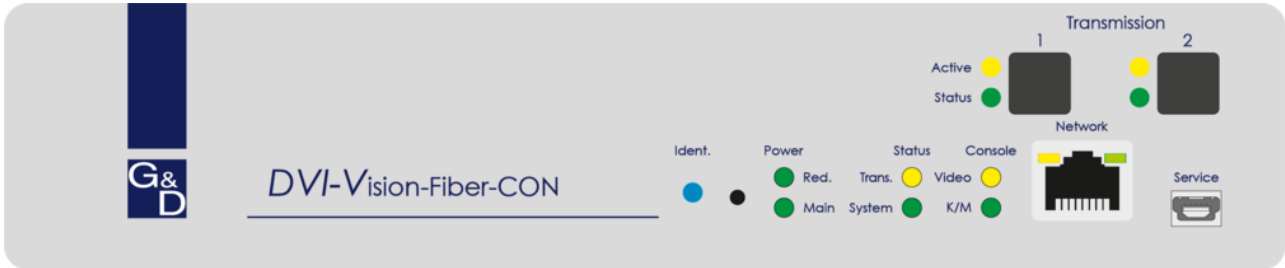 Transmission
1 2
Active
Status
Network
Ident. Power Status Console
Service
G&
D
DVI-Vision-Fiber-CON
Red. Trans. Video
Main System K/M